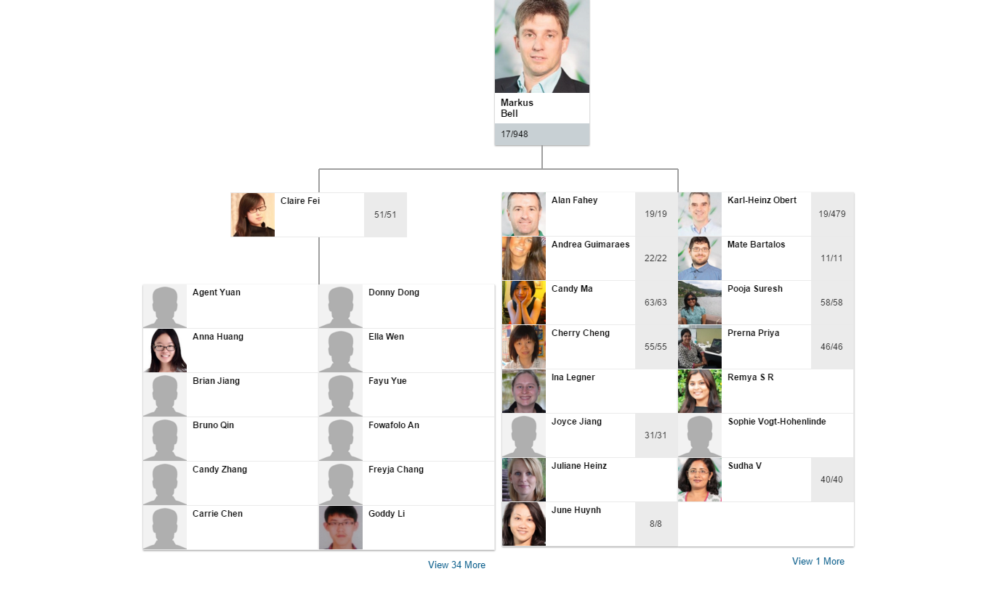 Markus
Bell
17/948
Claire Fei
51/51
Agent Yuan
Donny Dong
Anna Huang
Ella Wen
Brian Jiang
Fayu Yue
Bruno Qin
Fowafolo An
Candy Zhang
Freyja Chang
Carrie Chen
Goddy Li
View 34 More
Alan Fahey
19/19
Karl-Heinz Obert
19/479
Andrea Guimaraes
22/22
Mate Bartalos
11/11
Candy Ma
63/63
Pooja Suresh
58/58
Cherry Cheng
55/55
Prerna Priya
46/46
Ina Legner
Remya S R
Joyce Jiang
31/31
Sophie Vogt-Hohenlinde
Juliane Heinz
Sudha V
40/40
June Huynh
8/8
View 1 More